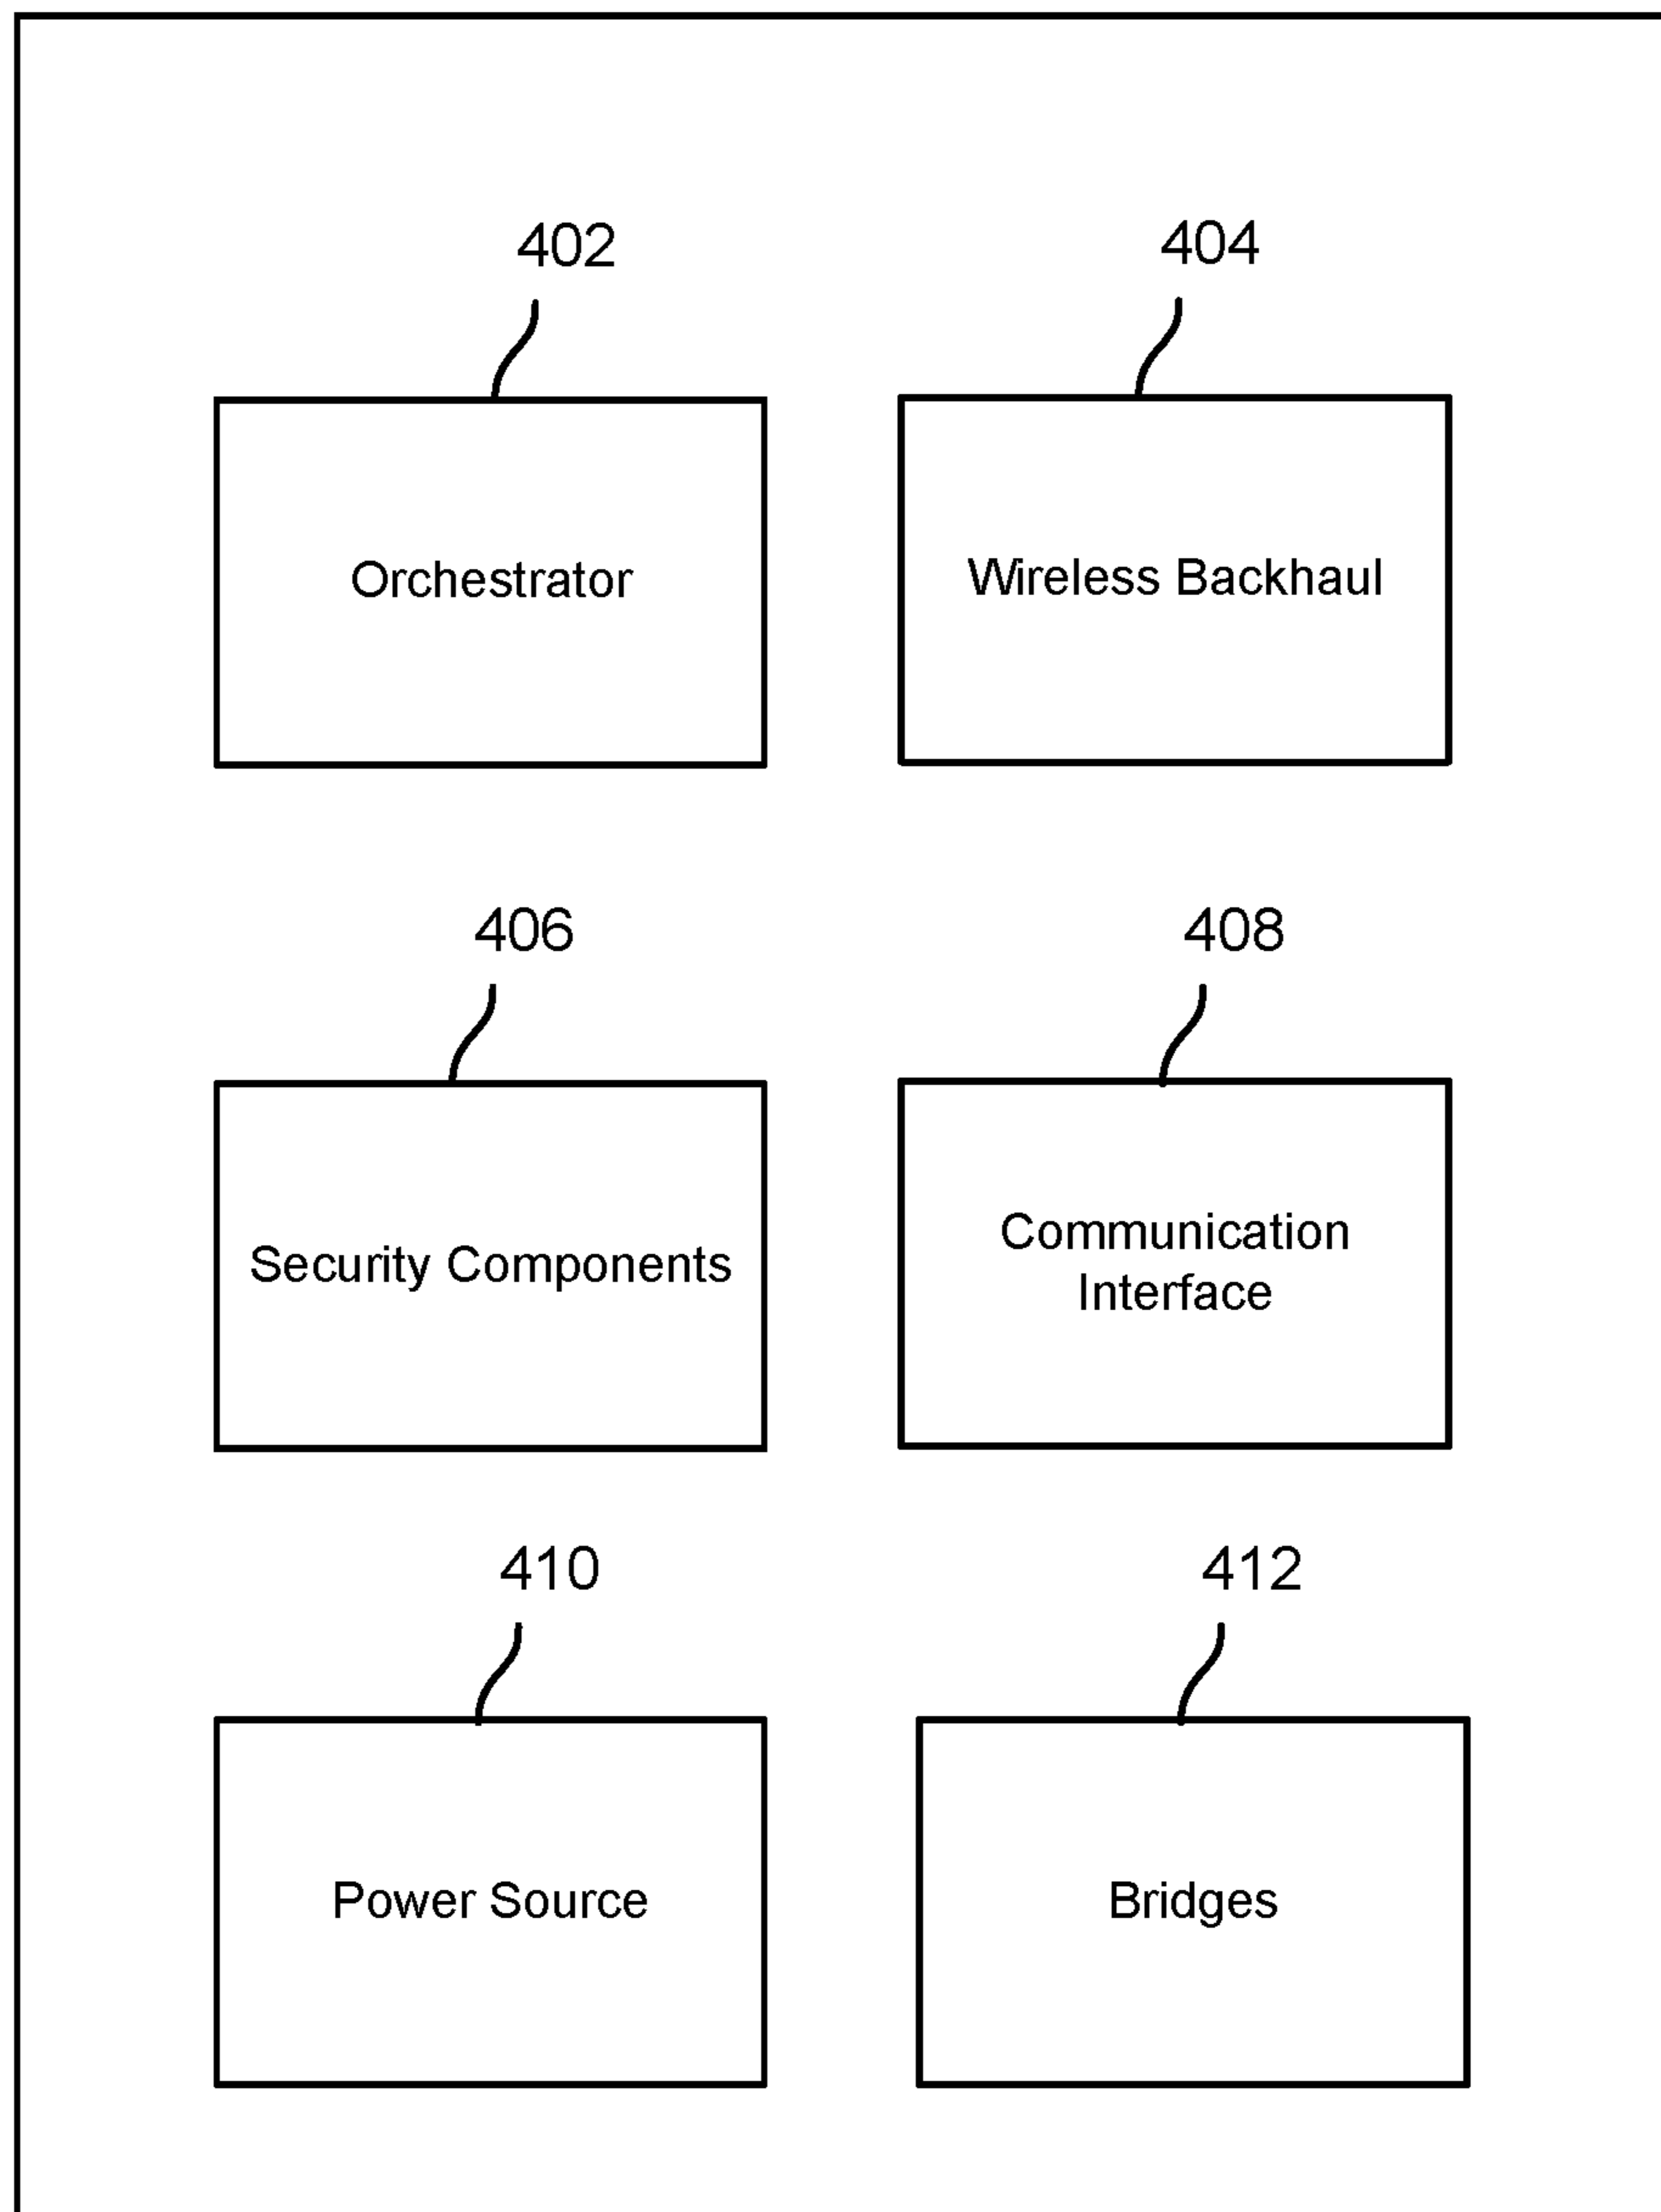 402
404
Orchestrator
Wireless Backhaul
406
408
Security Components
Communication
Interface
410
412
Power Source
Bridges